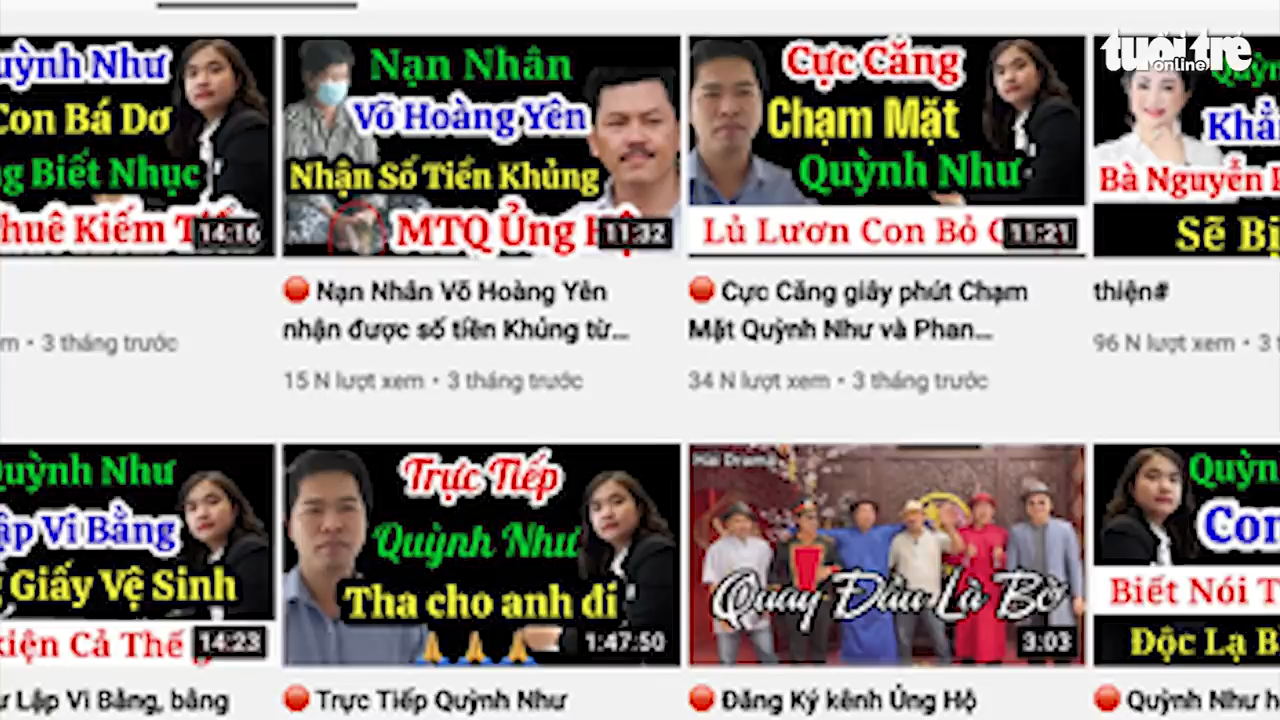 tuổi trẻ
online
Quỳnh Như
Con Bá Dơ
Biết Nhục
14:16
3 tháng trước
Nạn Nhân
Võ Hoàng Yên
Nhận Số Tiền Khủng
MTQ Ủng
11:32
🔴 Nạn Nhân Võ Hoàng Yên
nhận được số tiền Khủng từ...
15 N lượt xem • 3 tháng trước
Cực Căng
Chạm Mặt
Quỳnh Như
Lủ Lươn Con Bỏ
11:21
🔴 Cực Căng giây phút Chạm
Mặt Quỳnh Như và Phan...
34 N lượt xem • 3 tháng trước
Bà Nguyễn
Sẽ
thiện#
96 N lượt xem • 3
Quỳnh Như
Lập Vi Bằng
Giấy Vệ Sinh
kiện Cả Thế
14:23
Lập Vi Bằng, bằng
Trực Tiếp
Quỳnh Như
Tha cho anh đi
1:47:50
🔴 Trực Tiếp Quỳnh Như
Hải Drama
Quay Đầu Là Bờ
3:03
🔴 Đăng Ký kênh Ủng Hộ
Biết Nói
Độc Lạ
🔴 Quỳnh Như